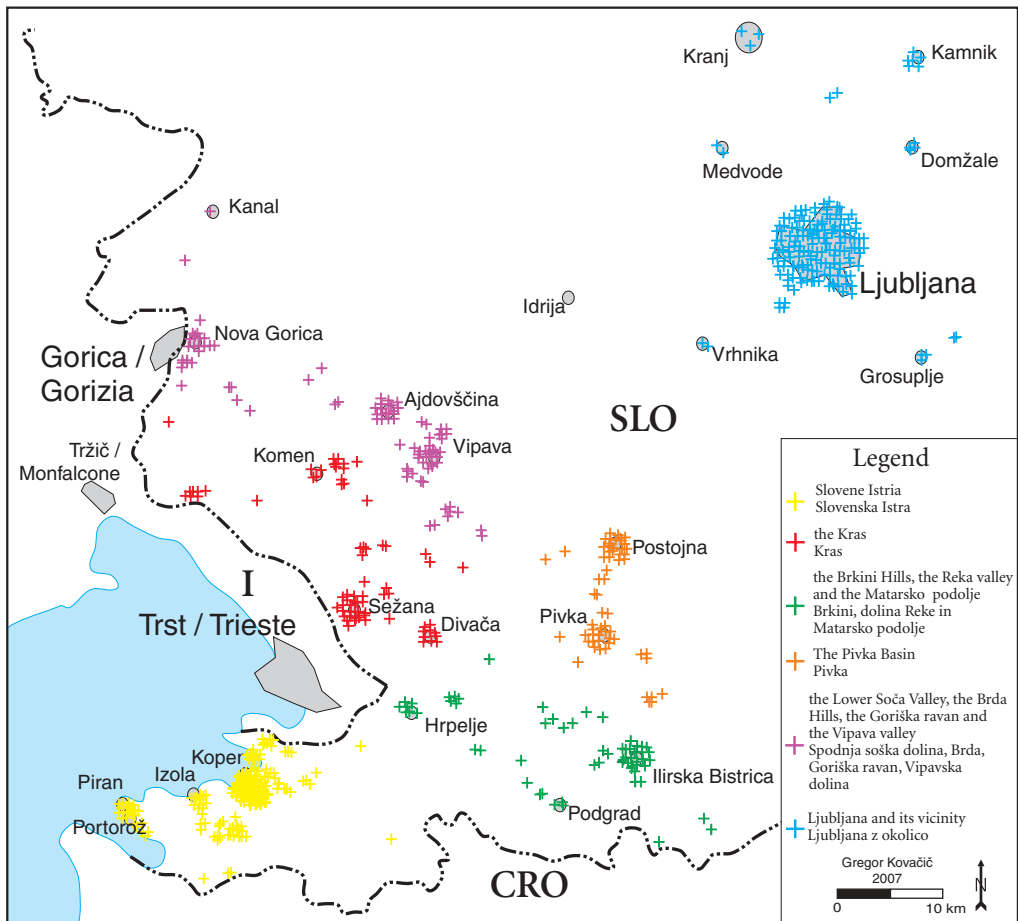 Kranj
Kamnik
Medvode
Domžale
Kanal
Ljubljana
Idrija
Nova Gorica
Vrhnika
Gorica /
Gorizia
Grosuplje
Ajdovščina
SLO
Tržič /
Monfalcone
Komen
Vipava
Postojna
I
Sežana
Trst / Trieste
Divača
Pivka
Hrpelje
Koper
Izola
Piran
Ilirska Bistrica
Portorož
Podgrad
CRO
Legend
Slovene Istria
Slovenska Istra
the Kras
Kras
the Brkini Hills, the Reka valley
and the Matarsko podolje
Brkini, dolina Reke in
Matarsko podolje
The Pivka Basin
Pivka
the Lower Soča Valley, the Brda
Hills, the Goriška ravan and
the Vipava valley
Spodnja soška dolina, Brda,
Goriška ravan, Vipavska
dolina
Ljubljana and its vicinity
Ljubljana z okolico
Gregor Kovačič
2007
N
0 10 km